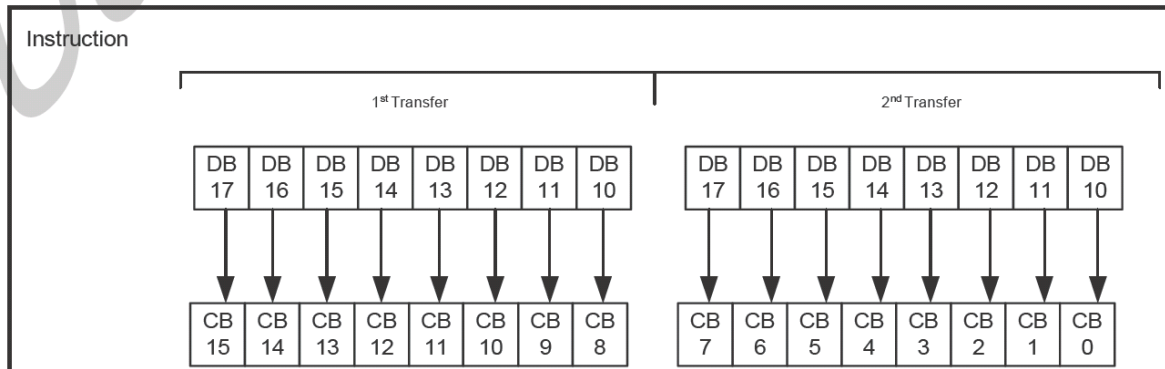 Instruction
1st Transfer 2nd Transfer
DB DB DB DB DB DB DB DB DB DB DB DB DB DB DB DB
17 16 15 14 13 12 11 10 17 16 15 14 13 12 11 10
CB CB CB CB CB CB CB CB CB CB CB CB CB CB CB CB
15 14 13 12 11 10 9 8 7 6 5 4 3 2 1 0